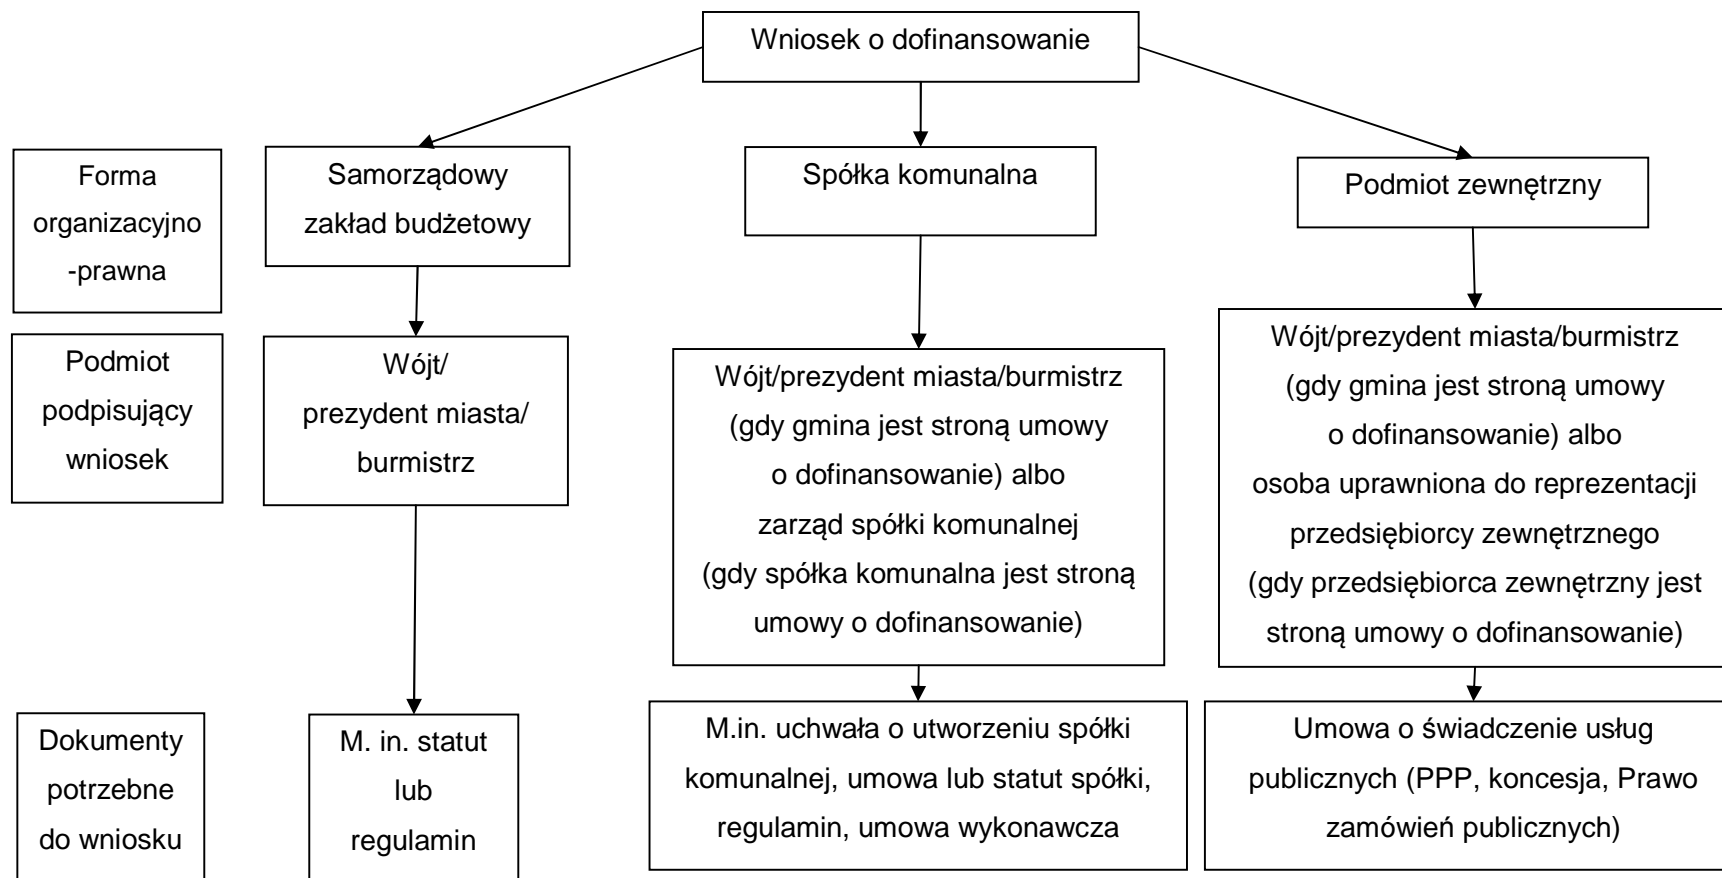 Wniosek o dofinansowanie
Forma
organizacyjno
-prawna
Samorządowy
zakład budżetowy
Spółka komunalna
Podmiot zewnętrzny
Podmiot
podpisujący
wniosek
Wójt/
prezydent miasta/
burmistrz
Wójt/prezydent miasta/burmistrz
(gdy gmina jest stroną umowy
o dofinansowanie) albo
zarząd spółki komunalnej
(gdy spółka komunalna jest stroną
umowy o dofinansowanie)
Wójt/prezydent miasta/burmistrz
(gdy gmina jest stroną umowy
o dofinansowanie) albo
osoba uprawniona do reprezentacji
przedsiębiorcy zewnętrznego
(gdy przedsiębiorca zewnętrzny jest
stroną umowy o dofinansowanie)
Dokumenty
potrzebne
do wniosku
M. in. statut
lub
regulamin
M.in. uchwała o utworzeniu spółki
komunalnej, umowa lub statut spółki,
regulamin, umowa wykonawcza
Umowa o świadczenie usług
publicznych (PPP, koncesja, Prawo
zamówień publicznych)